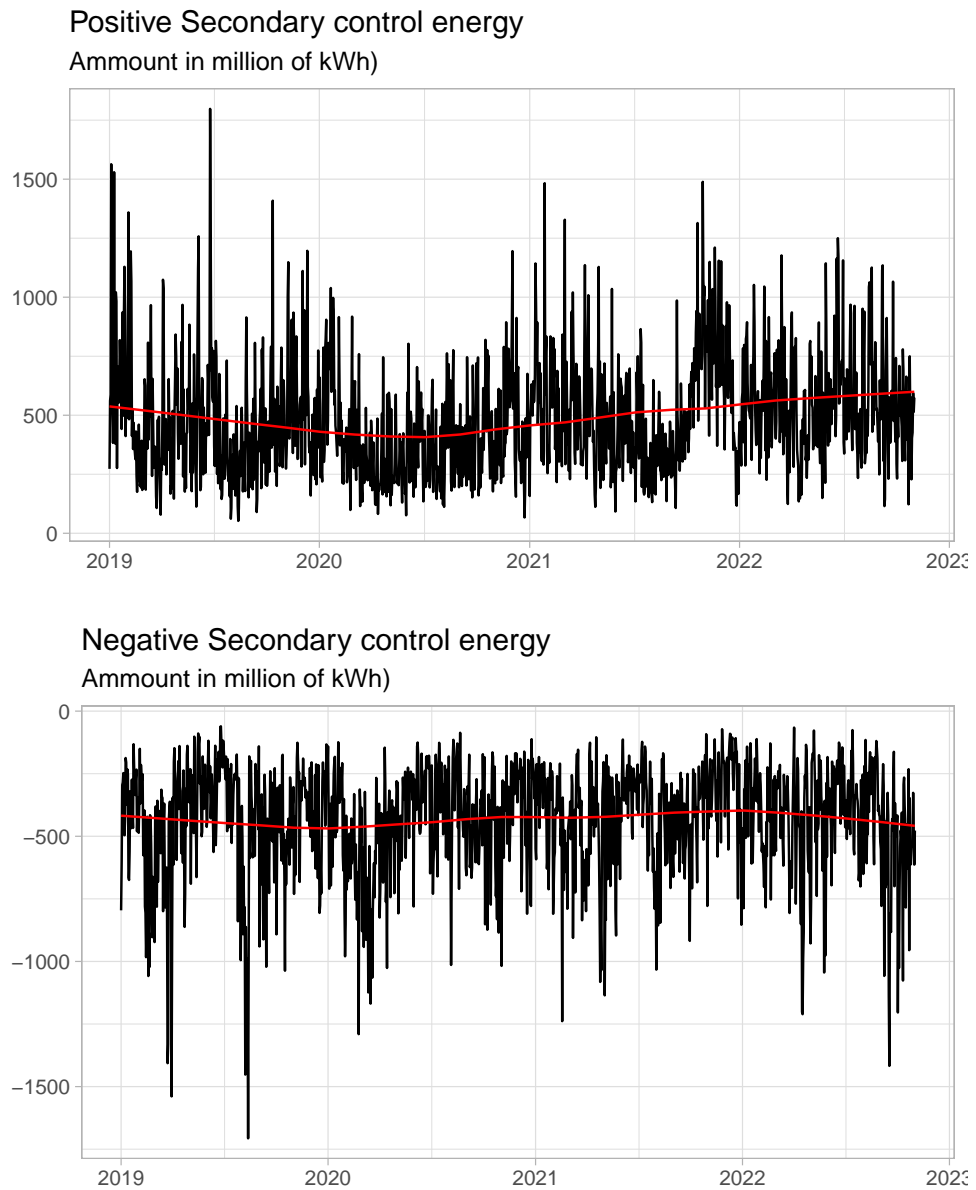 Positive Secondary control energy
Ammount in million of kWh)
1500
1000
500
0
2019 2020 2021 2022 2023
Negative Secondary control energy
Ammount in million of kWh)
0
−500
−1000
−1500
2019 2020 2021 2022 2023